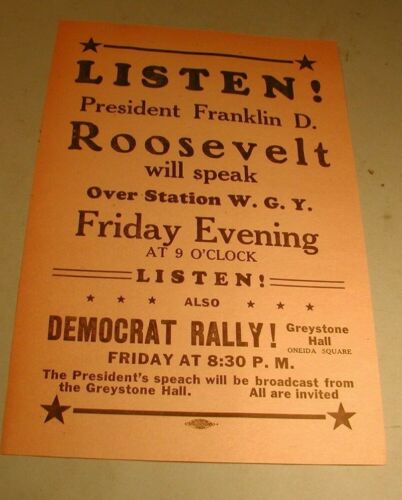 LISTEN!
President Franklin D.
Roosevelt
will speak
Over Station W. G. Y.
Friday Evening
AT 9 O'CLOCK
LISTEN!
ALSO
DEMOCRAT RALLY! Greystone Hall
ONEIDA SQUARE
FRIDAY AT 8:30 P. M.
The President's speach will be broadcast from
the Greystone Hall. All are invited